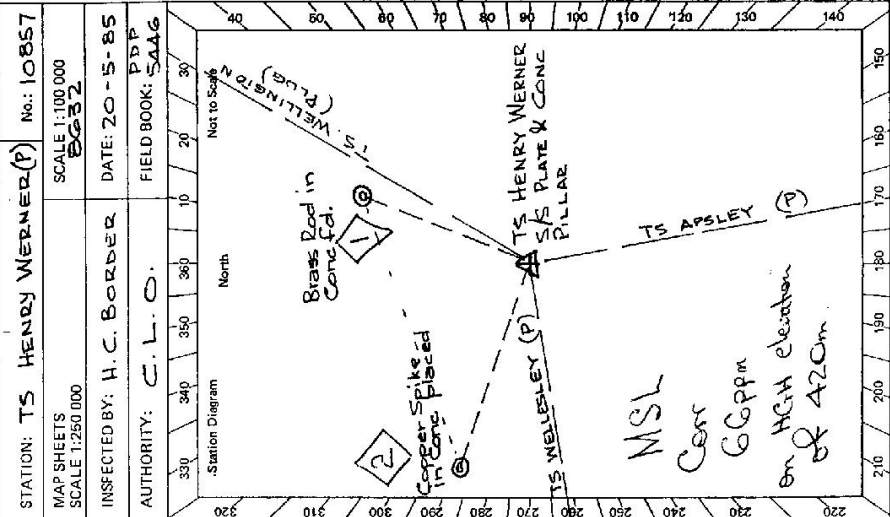 STATION: TS HENRY WERNER (P) No.: 10857
MAP SHEETS
SCALE 1:250 000
SCALE 1:100 000
8632
INSPECTED BY: H.C. BORDER DATE: 20-5-85
AUTHORITY: C. L. O. FIELD BOOK: PDP
5446
Station Diagram North Not to Scale
330 340 350 360 10 20 30
40 50 60 70 80 90 100 110 120 130 140
150 160 170 180 190 200 210
220 230 240 250 260 270 280 290 300 310 320
TS. WELLINGTON
(PLUG)
Brass Rod in
Conc Fd.
1
2
Copper Spike
in Conc placed
TS HENRY WERNER
S/S PLATE & CONC
PILLAR
TS WELLESLEY (P)
TS APSLEY (P)
MSL
Corr
66ppm
on HGH elevation
of 420m